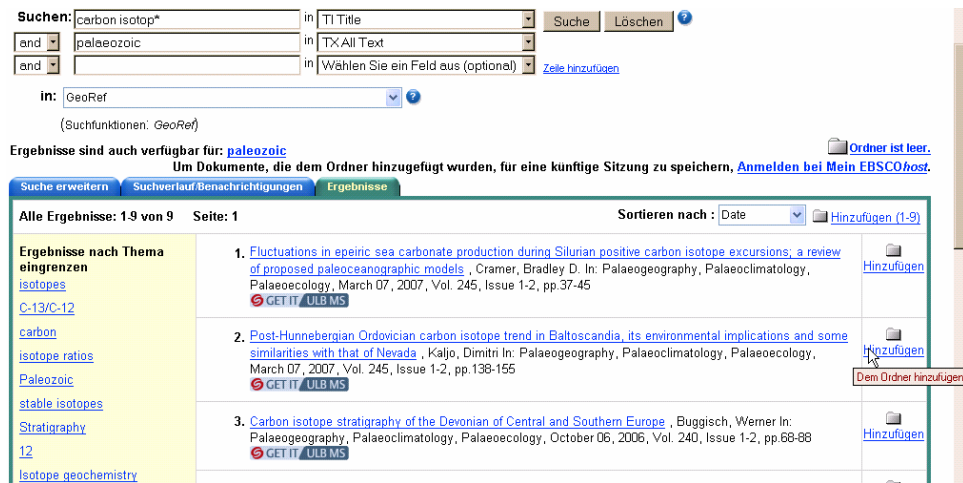 Suchen: carbon isotop* in TI Title Suche Löschen ?
and palaeozoic in TX All Text
and in Wählen Sie ein Feld aus (optional) Zeile hinzufügen
in: GeoRef ?
(Suchfunktionen: GeoRef)
Ergebnisse sind auch verfügbar für: paleozoic
Ordner ist leer.
Um Dokumente, die dem Ordner hinzugefügt wurden, für eine künftige Sitzung zu speichern, Anmelden bei Mein EBSCOhost.
Suche erweitern Suchverlauf/Benachrichtigungen Ergebnisse
Alle Ergebnisse: 1-9 von 9 Seite: 1 Sortieren nach : Date Hinzufügen (1-9)
Ergebnisse nach Thema
eingrenzen
isotopes
C-13/C-12
carbon
isotope ratios
Paleozoic
stable isotopes
Stratigraphy
12
Isotope geochemistry
1. Fluctuations in epeiric sea carbonate production during Silurian positive carbon isotope excursions; a review
of proposed paleoceanographic models , Cramer, Bradley D. In: Palaeogeography, Palaeoclimatology,
Palaeoecology, March 07, 2007, Vol. 245, Issue 1-2, pp.37-45
GET IT ULB MS
Hinzufügen
2. Post-Hunnebergian Ordovician carbon isotope trend in Baltoscandia, its environmental implications and some
similarities with that of Nevada , Kaljo, Dimitri In: Palaeogeography, Palaeoclimatology, Palaeoecology,
March 07, 2007, Vol. 245, Issue 1-2, pp.138-155
GET IT ULB MS
Hinzufügen
Dem Ordner hinzufügen
3. Carbon isotope stratigraphy of the Devonian of Central and Southern Europe , Buggisch, Werner In:
Palaeogeography, Palaeoclimatology, Palaeoecology, October 06, 2006, Vol. 240, Issue 1-2, pp.68-88
GET IT ULB MS
Hinzufügen